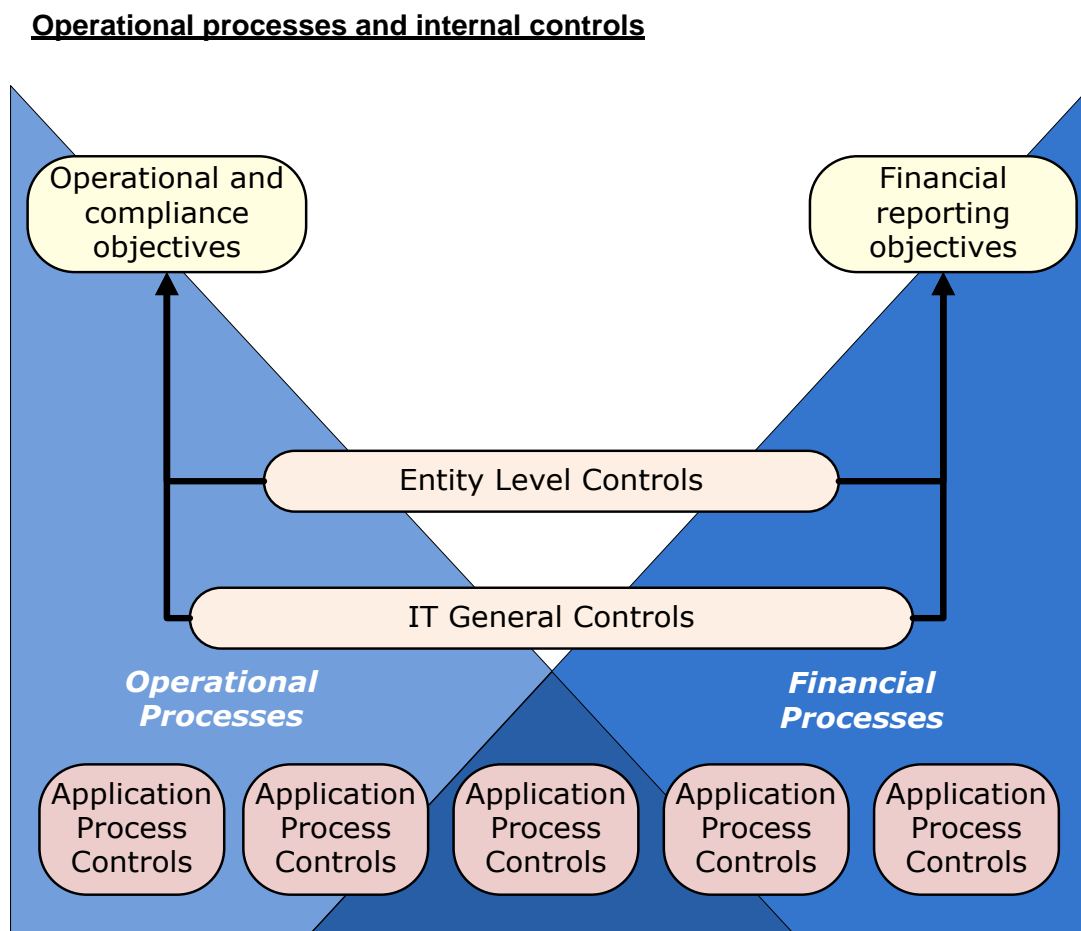 Operational processes and internal controls
Operational and
compliance
objectives
Financial
reporting
objectives
Entity Level Controls
IT General Controls
Operational
Processes
Financial
Processes
Application
Process
Controls
Application
Process
Controls
Application
Process
Controls
Application
Process
Controls
Application
Process
Controls